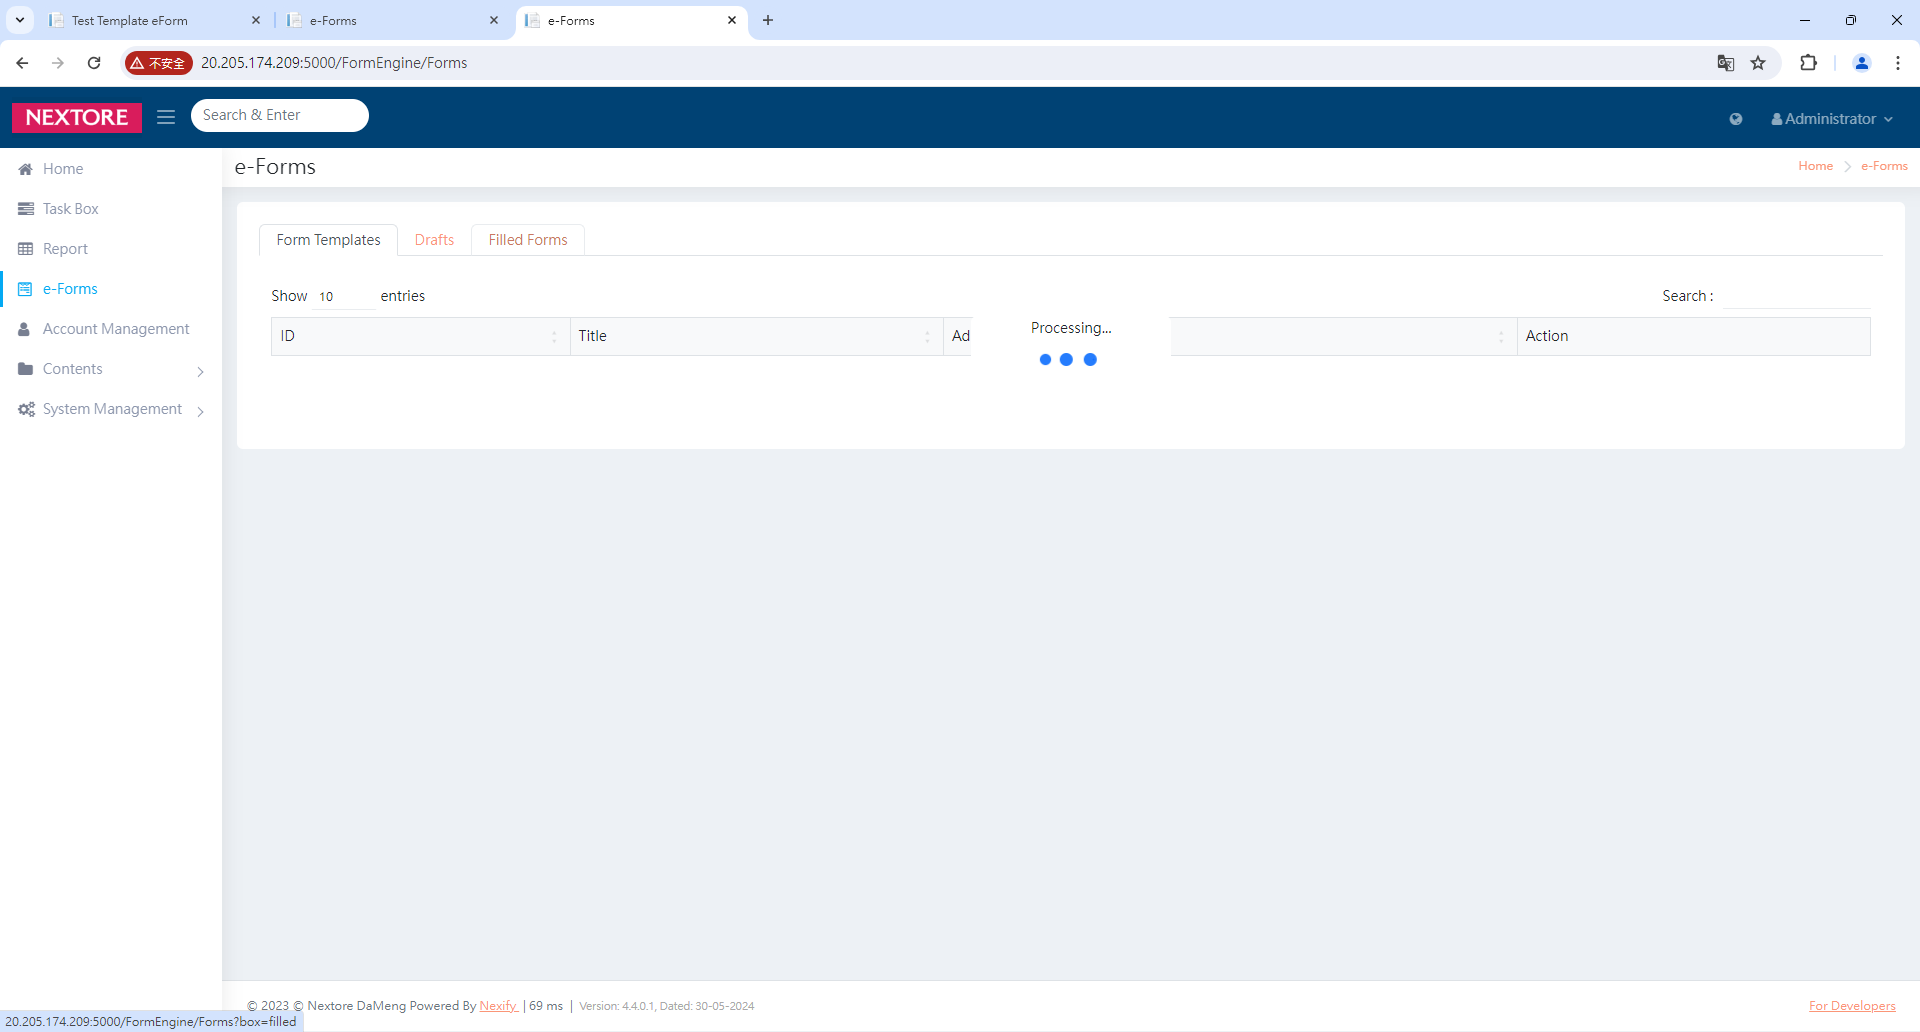 Test Template eForm
e-Forms
e-Forms
不安全
20.205.174.209:5000/FormEngine/Forms
NEXTORE
Search & Enter
Administrator
Home
Task Box
Report
e-Forms
Account Management
Contents
System Management
e-Forms
Home
e-Forms
Form Templates
Drafts
Filled Forms
Show 10 entries
Search :
ID
Title
Ad
Processing...
Action
© 2023 © Nextore DaMeng Powered By Nexify | 69 ms | Version: 4.4.0.1, Dated: 30-05-2024
For Developers
20.205.174.209:5000/FormEngine/Forms?box=filled